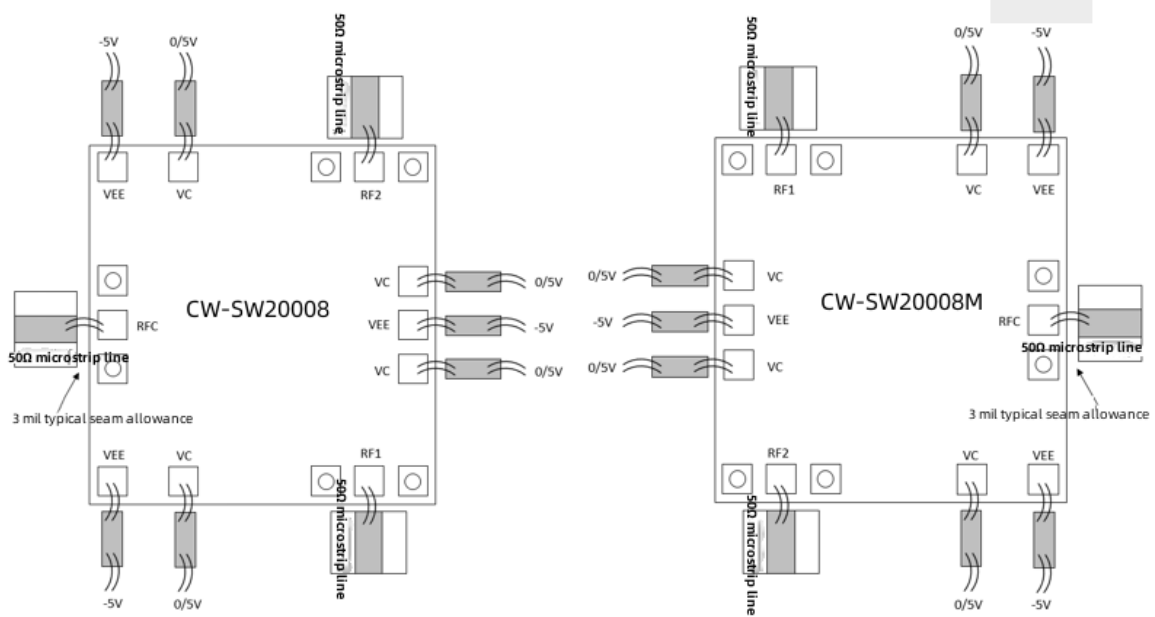 -5V
0/5V
50Ω microstrip line
VEE
VC
RF2
VC
0/5V
CW-SW20008
RFC
VEE
-5V
50Ω microstrip line
VC
0/5V
3 mil typical seam allowance
VEE
VC
RF1
50Ω microstrip line
-5V
0/5V
50Ω microstrip line
0/5V
-5V
RF1
VC
VEE
0/5V
VC
CW-SW20008M
-5V
VEE
RFC
50Ω microstrip line
0/5V
VC
3 mil typical seam allowance
RF2
VC
VEE
50Ω microstrip line
0/5V
-5V